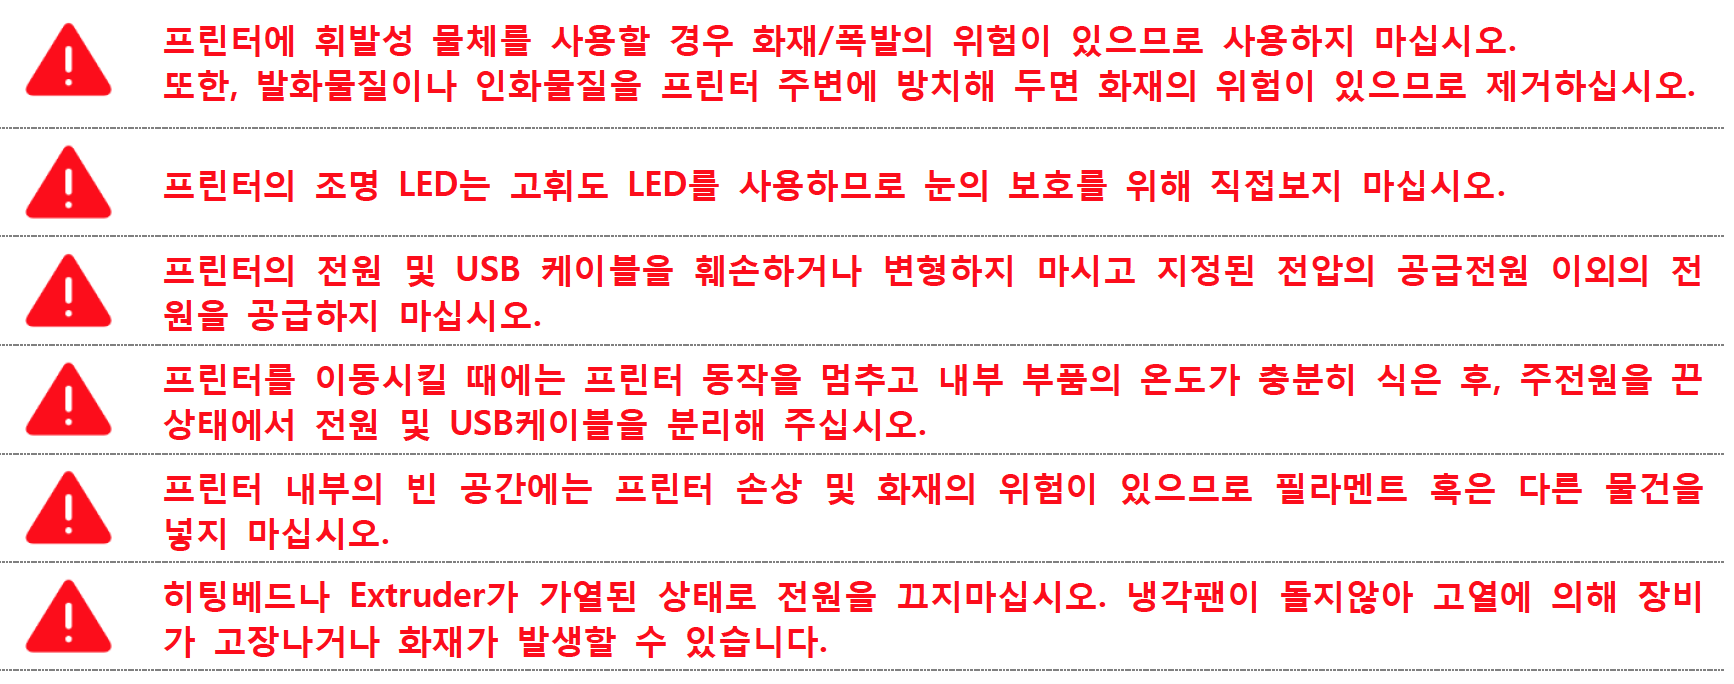 프린터에 휘발성 물체를 사용할 경우 화재/폭발의 위험이 있으므로 사용하지 마십시오.
또한, 발화물질이나 인화물질을 프린터 주변에 방치해 두면 화재의 위험이 있으므로 제거하십시오.
프린터의 조명 LED는 고휘도 LED를 사용하므로 눈의 보호를 위해 직접보지 마십시오.
프린터의 전원 및 USB 케이블을 훼손하거나 변형하지 마시고 지정된 전압의 공급전원 이외의 전
원을 공급하지 마십시오.
프린터를 이동시킬 때에는 프린터 동작을 멈추고 내부 부품의 온도가 충분히 식은 후, 주전원을 끈
상태에서 전원 및 USB케이블을 분리해 주십시오.
프린터 내부의 빈 공간에는 프린터 손상 및 화재의 위험이 있으므로 필라멘트 혹은 다른 물건을
넣지 마십시오.
히팅베드나 Extruder가 가열된 상태로 전원을 끄지마십시오. 냉각팬이 돌지않아 고열에 의해 장비
가 고장나거나 화재가 발생할 수 있습니다.